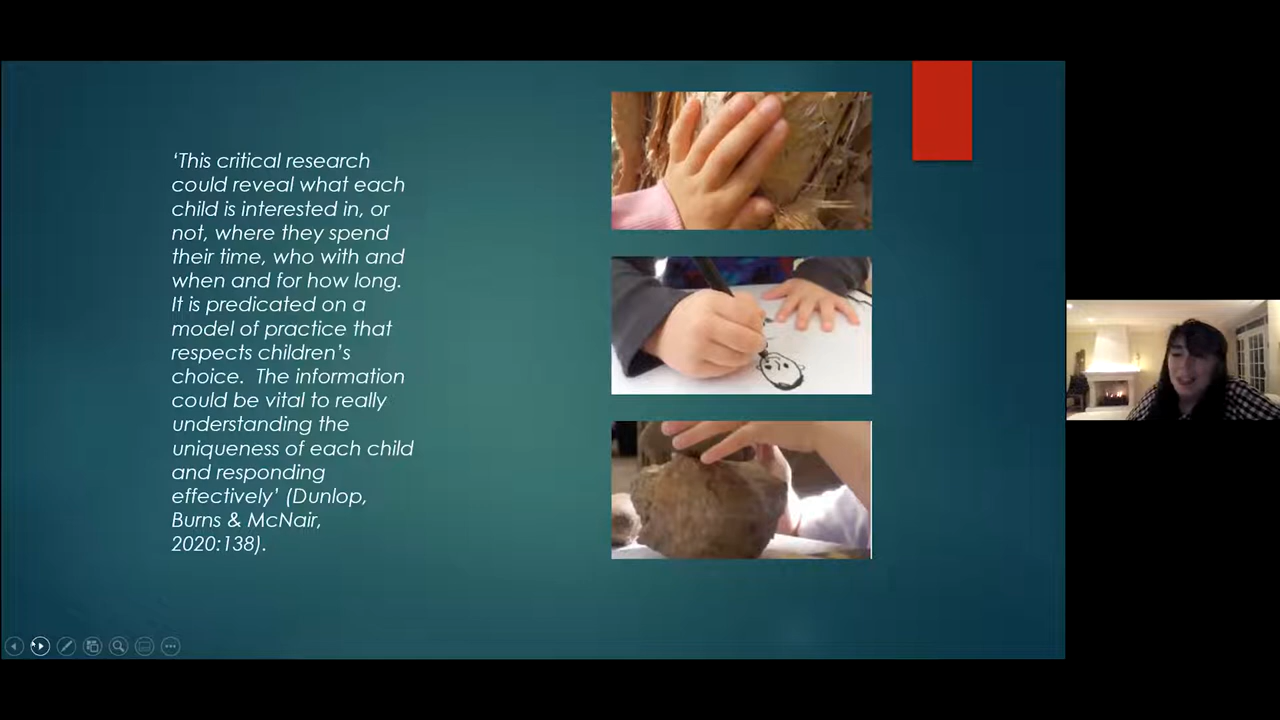 ‘This critical research
could reveal what each
child is interested in, or
not, where they spend
their time, who with and
when and for how long.
It is predicated on a
model of practice that
respects children’s
choice.  The information
could be vital to really
understanding the
uniqueness of each child
and responding
effectively’ (Dunlop,
Burns & McNair,
2020:138).